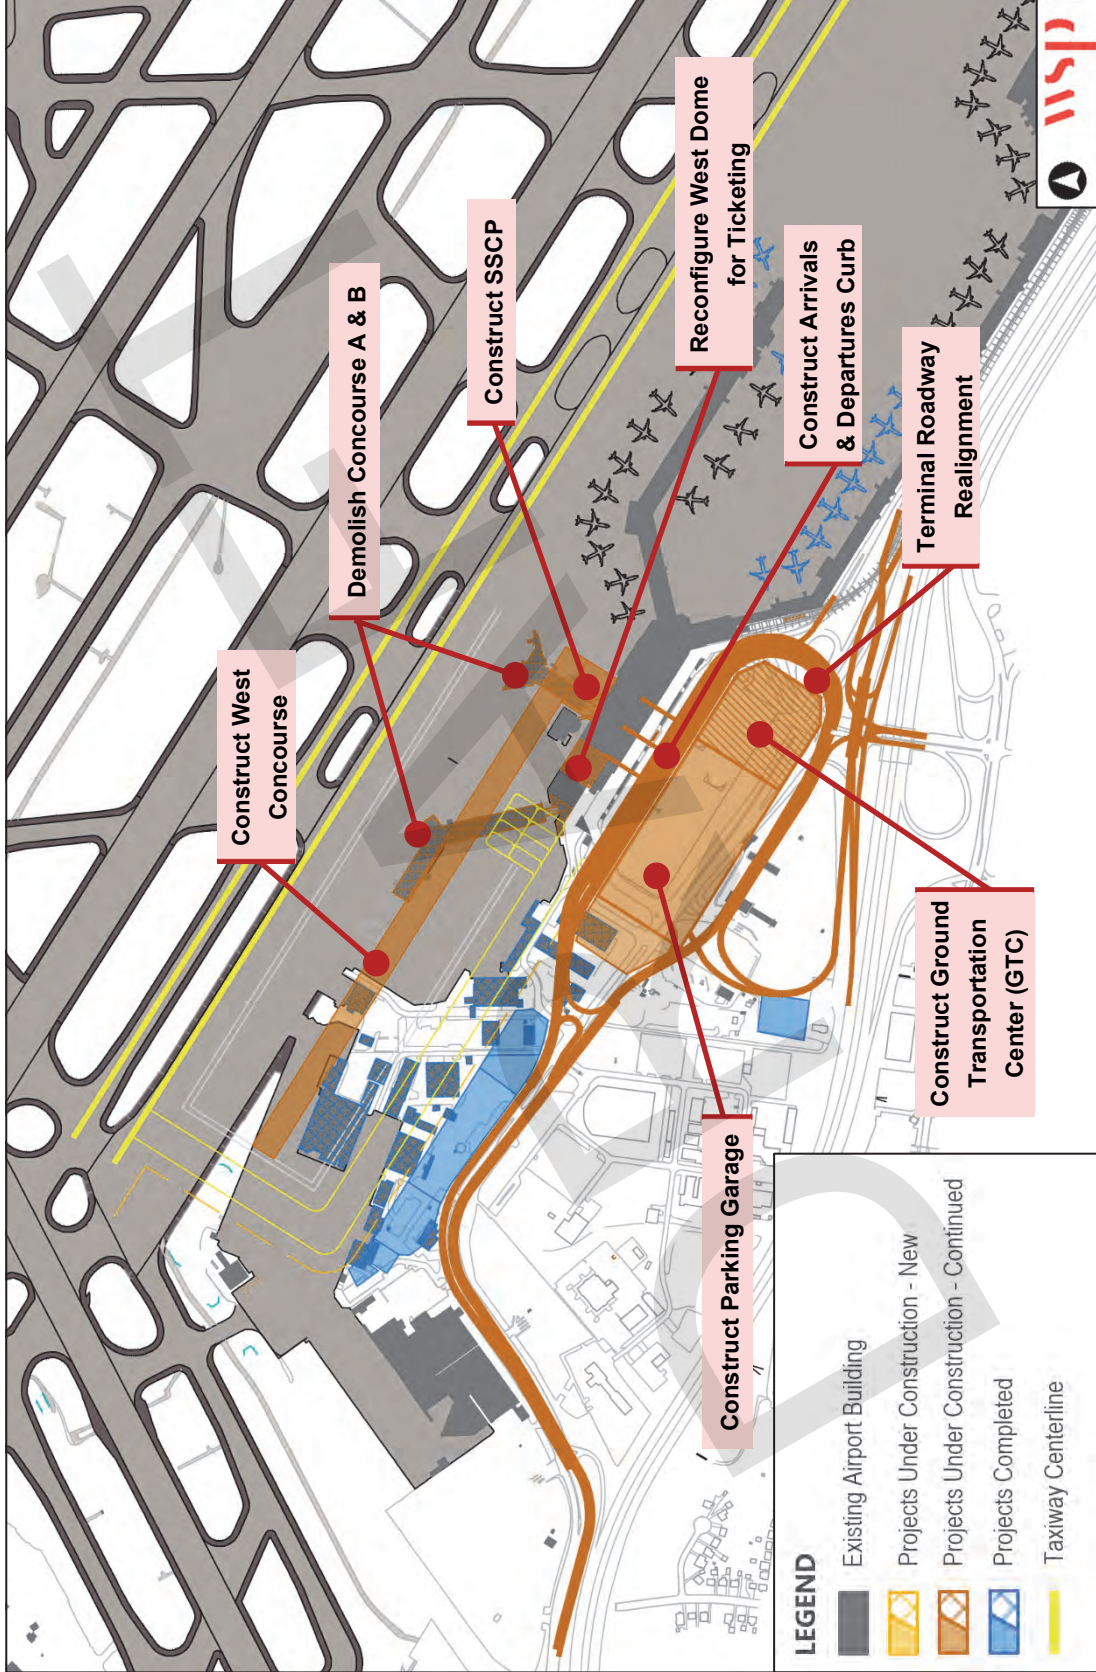 Construct West
Concourse
Demolish Concourse A & B
Construct SSCP
Reconfigure West Dome
for Ticketing
Construct Arrivals
& Departures Curb
Terminal Roadway
Realignment
Construct Ground
Transportation
Center (GTC)
Construct Parking Garage
LEGEND
Existing Airport Building
Projects Under Construction - New
Projects Under Construction - Continued
Projects Completed
Taxiway Centerline
wsp
DRAFT